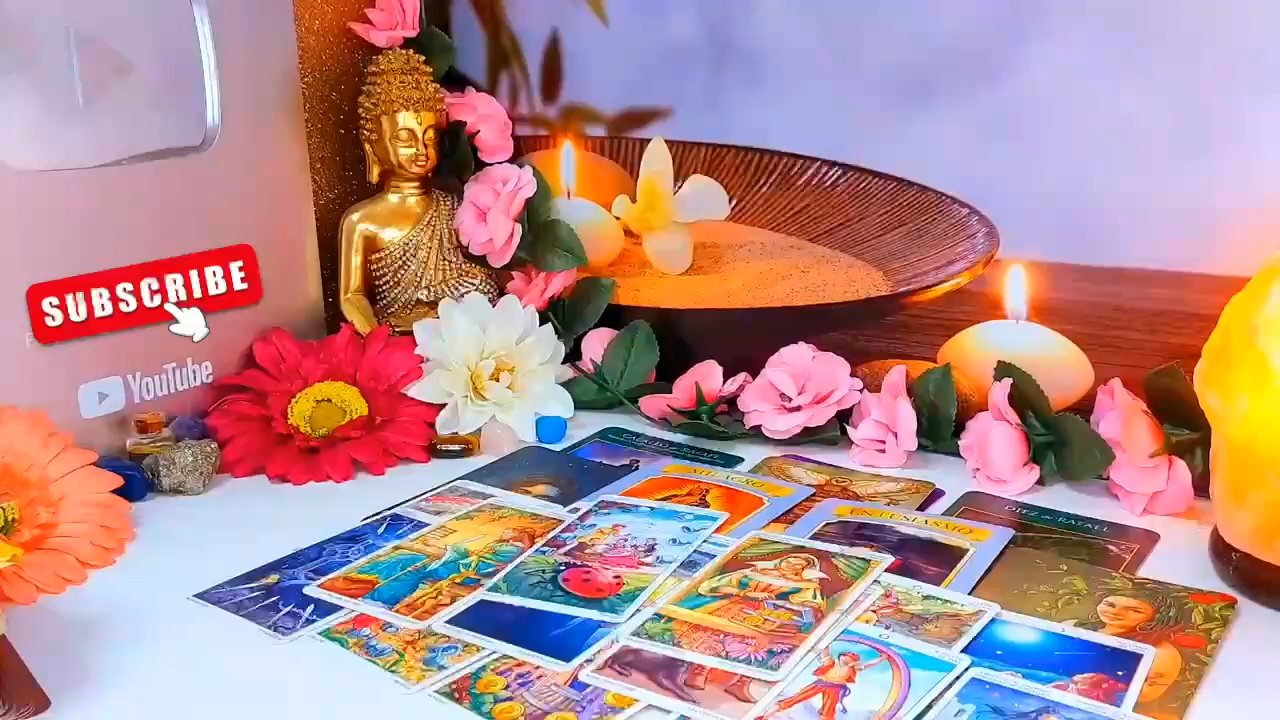 SUBSCRIBE
YouTube
MILAGRO
ENTUSIASMO
DIEZ de RAFAEL